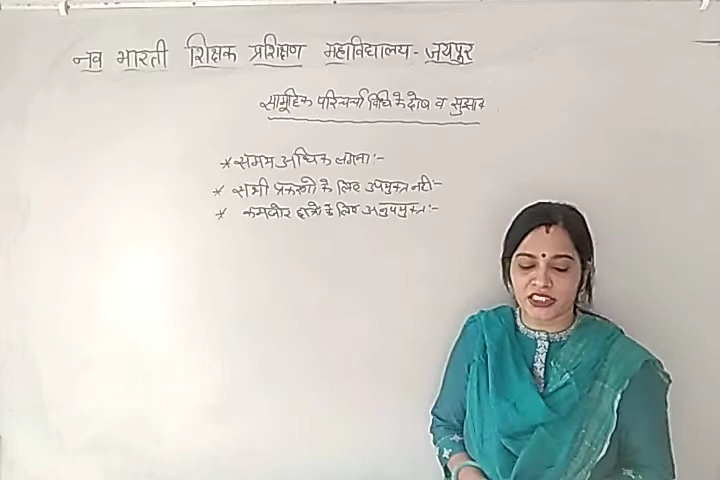 नव भारती शिक्षक प्रशिक्षण महाविद्यालय - जयपुर
सामूहिक परिचर्चा विधि के दोष व सुझाव
* समय अधिक लगना :-
* सभी प्रकरणो के लिए उपयुक्त नही :-
* कमजोर छात्रो के लिए अनुपयुक्त :-